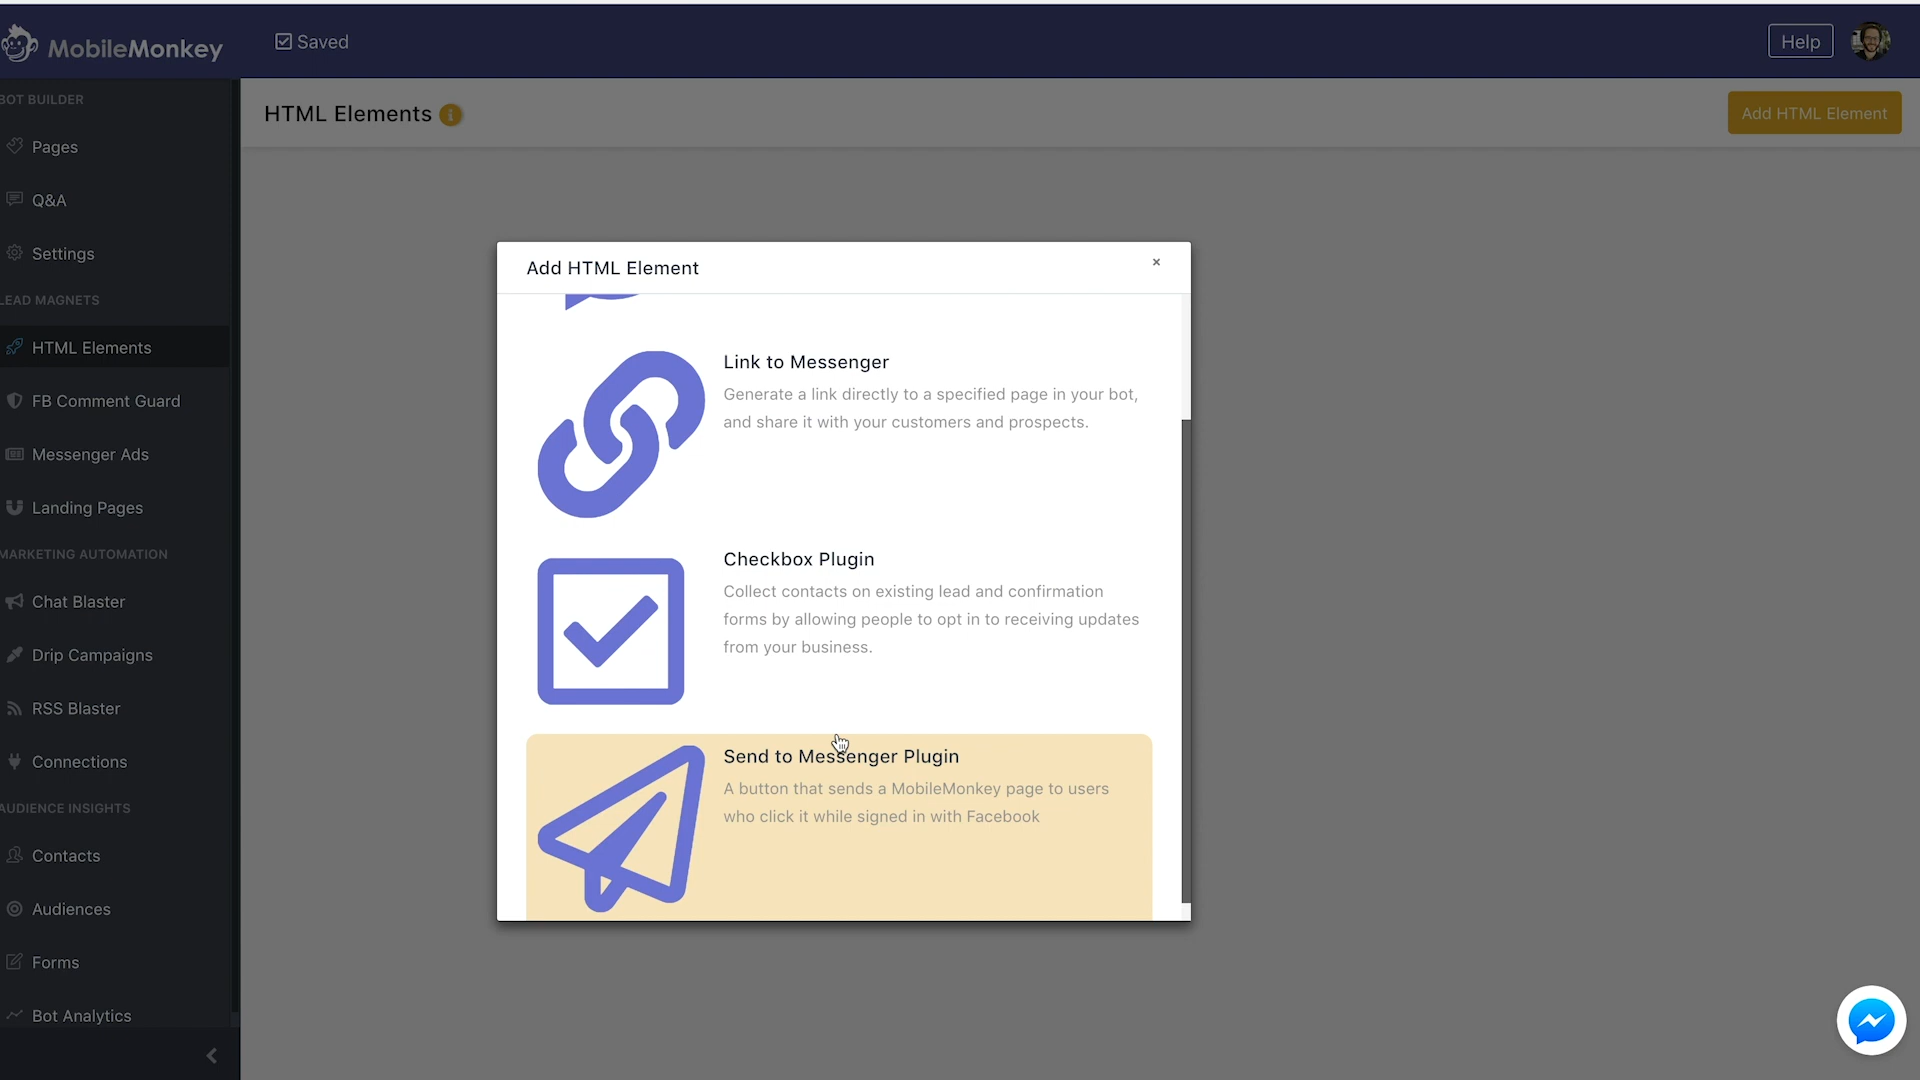 MobileMonkey
Saved
Help
BOT BUILDER
Pages
Q&A
Settings
LEAD MAGNETS
HTML Elements
FB Comment Guard
Messenger Ads
Landing Pages
MARKETING AUTOMATION
Chat Blaster
Drip Campaigns
RSS Blaster
Connections
AUDIENCE INSIGHTS
Contacts
Audiences
Forms
Bot Analytics
HTML Elements
Add HTML Element
Add HTML Element
×
Link to Messenger
Generate a link directly to a specified page in your bot,
and share it with your customers and prospects.
Checkbox Plugin
Collect contacts on existing lead and confirmation
forms by allowing people to opt in to receiving updates
from your business.
Send to Messenger Plugin
A button that sends a MobileMonkey page to users
who click it while signed in with Facebook